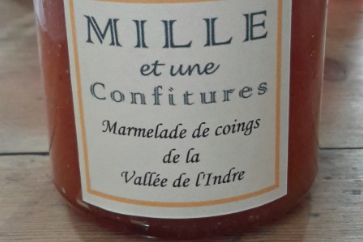 MILLE
et une
Confitures
Marmelade de coings
de la
Vallée de l'Indre